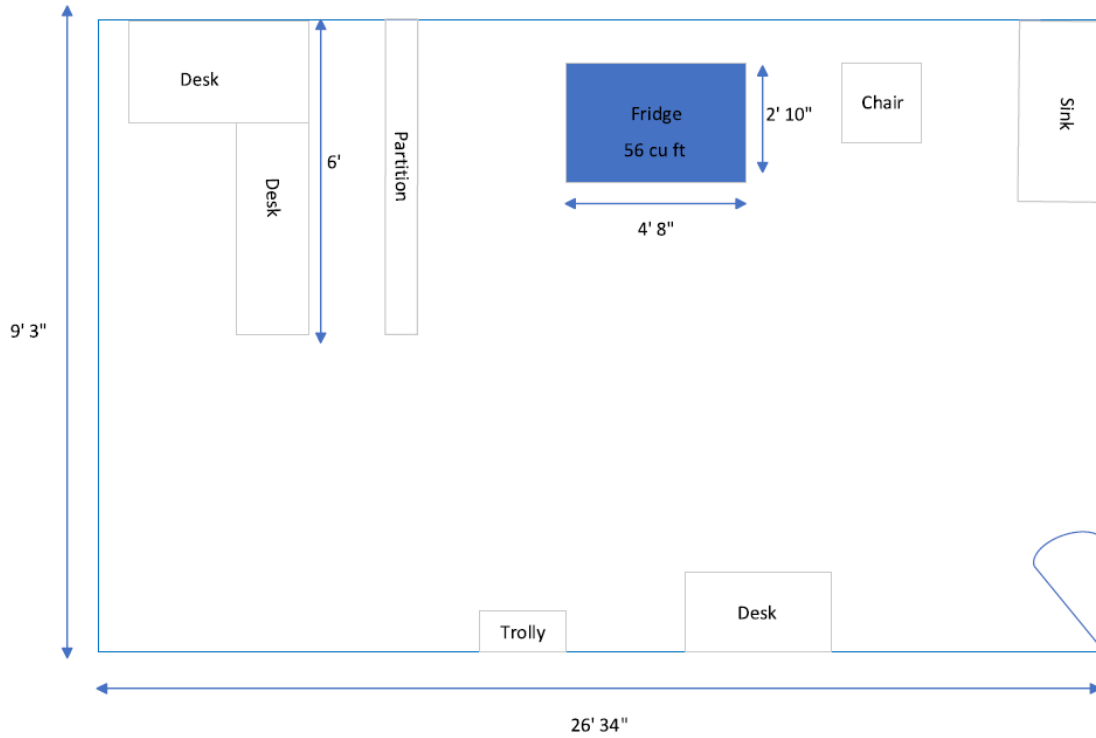 Desk
Desk
6'
Partition
Fridge
56 cu ft
2' 10"
4' 8"
Chair
Sink
9' 3"
Trolly
Desk
26' 34"